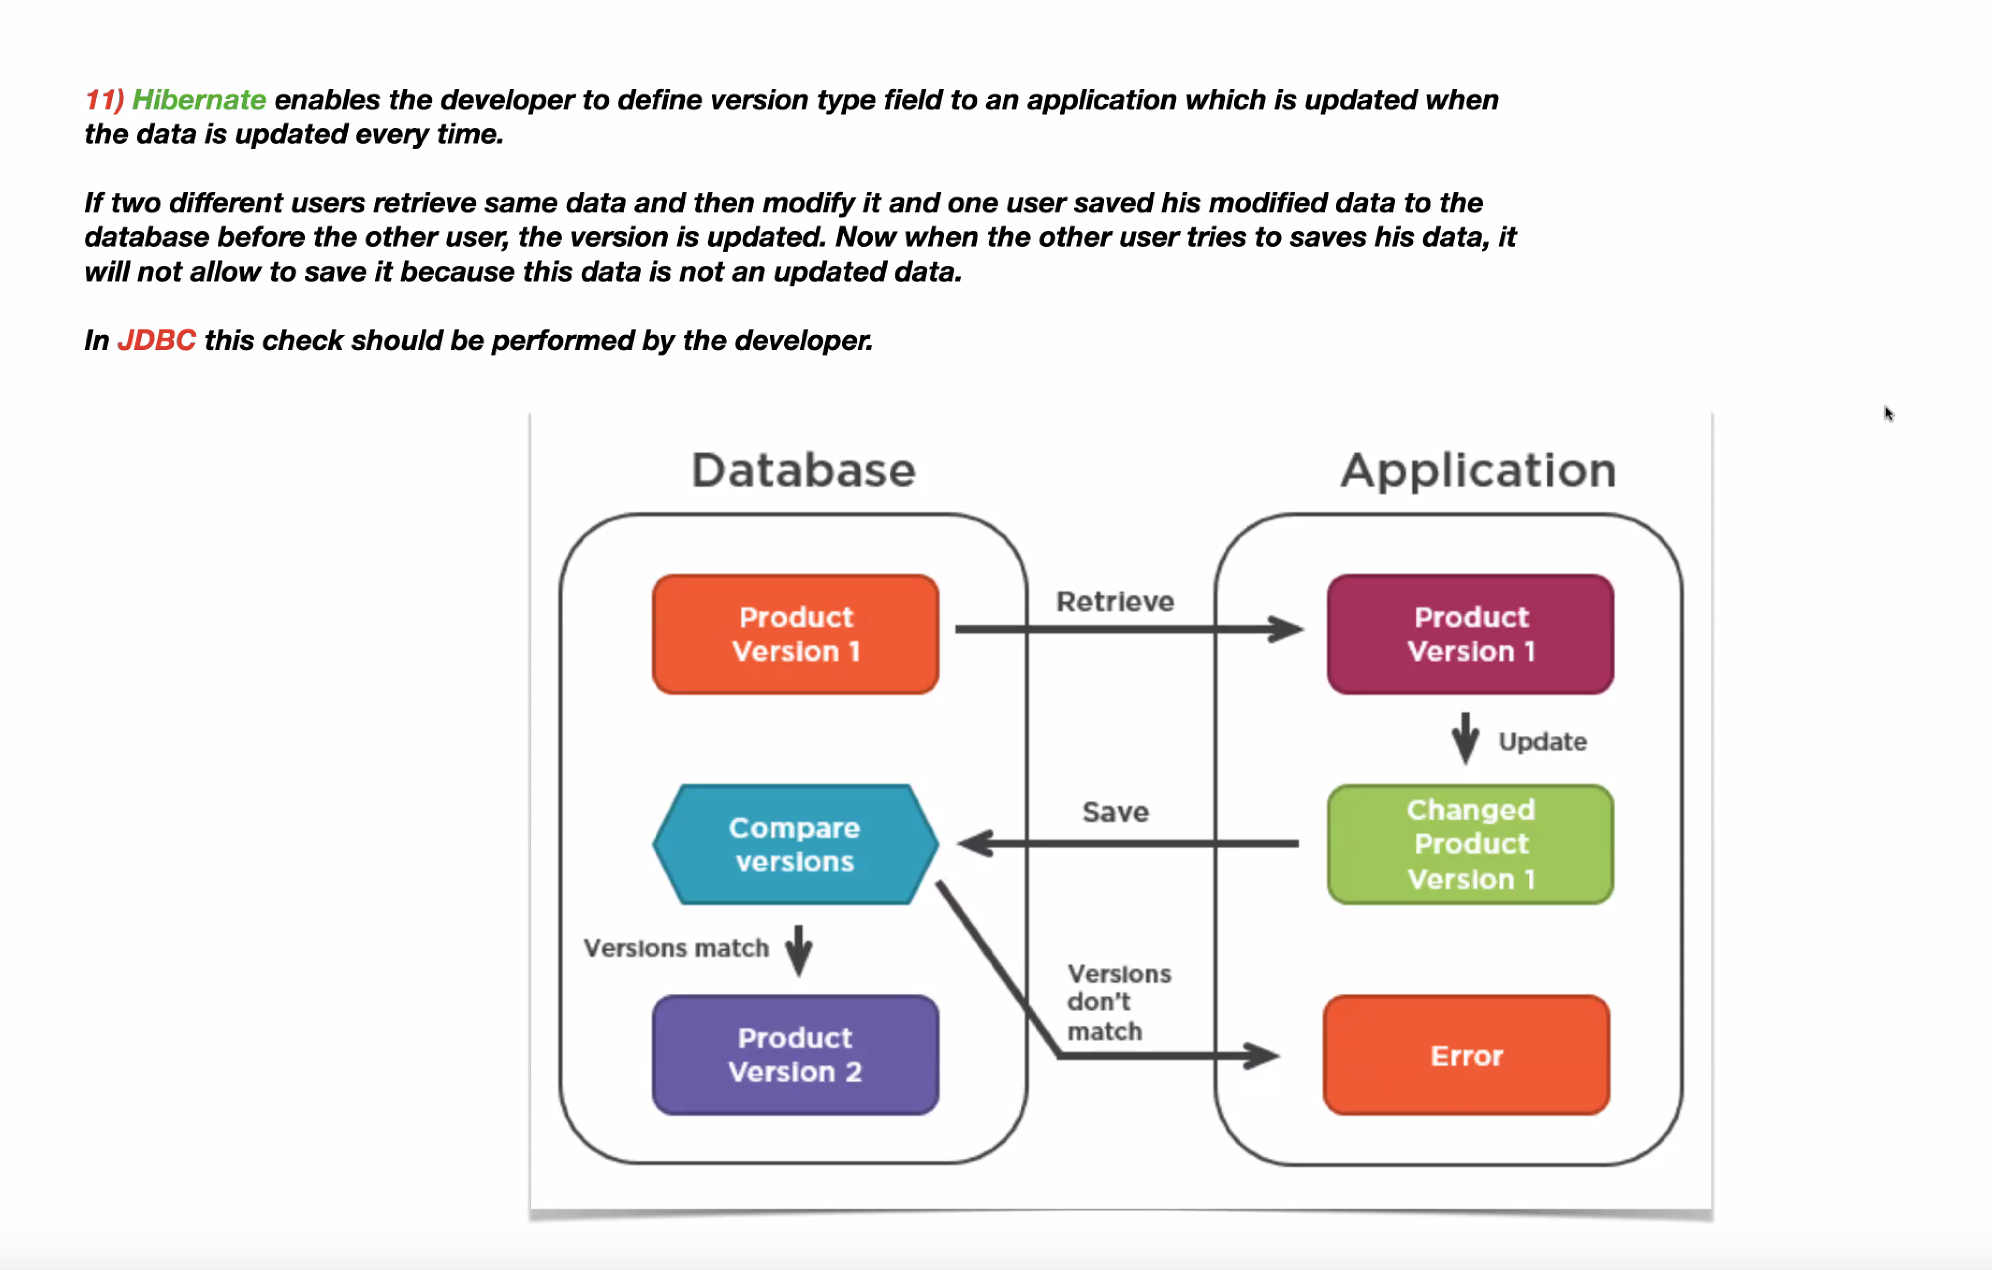 11) Hibernate enables the developer to define version type field to an application which is updated when
the data is updated every time.
If two different users retrieve same data and then modify it and one user saved his modified data to the
database before the other user, the version is updated. Now when the other user tries to saves his data, it
will not allow to save it because this data is not an updated data.
In JDBC this check should be performed by the developer.
Database
Application
Product
Version 1
Retrieve
Product
Version 1
Update
Compare
versions
Save
Changed
Product
Version 1
Versions match
Versions
don't
match
Product
Version 2
Error